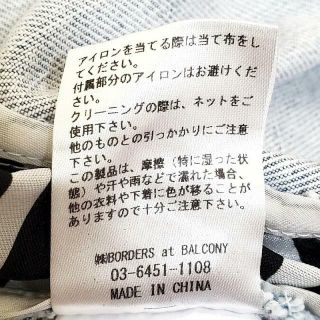 アイロンを当てる際は当て布をし
てください。
付属部分のアイロンはお避けくだ
さい。
クリーニングの際は、ネットをご
使用下さい。
他のものとの引っかかりにご注意
下さい。
この製品は、摩擦（特に湿った状
態）や汗や雨などで濡れた場合、
他の衣料や下着に色が移ることが
ありますので十分ご注意下さい。
㈱BORDERS at BALCONY
03-6451-1108
MADE IN CHINA